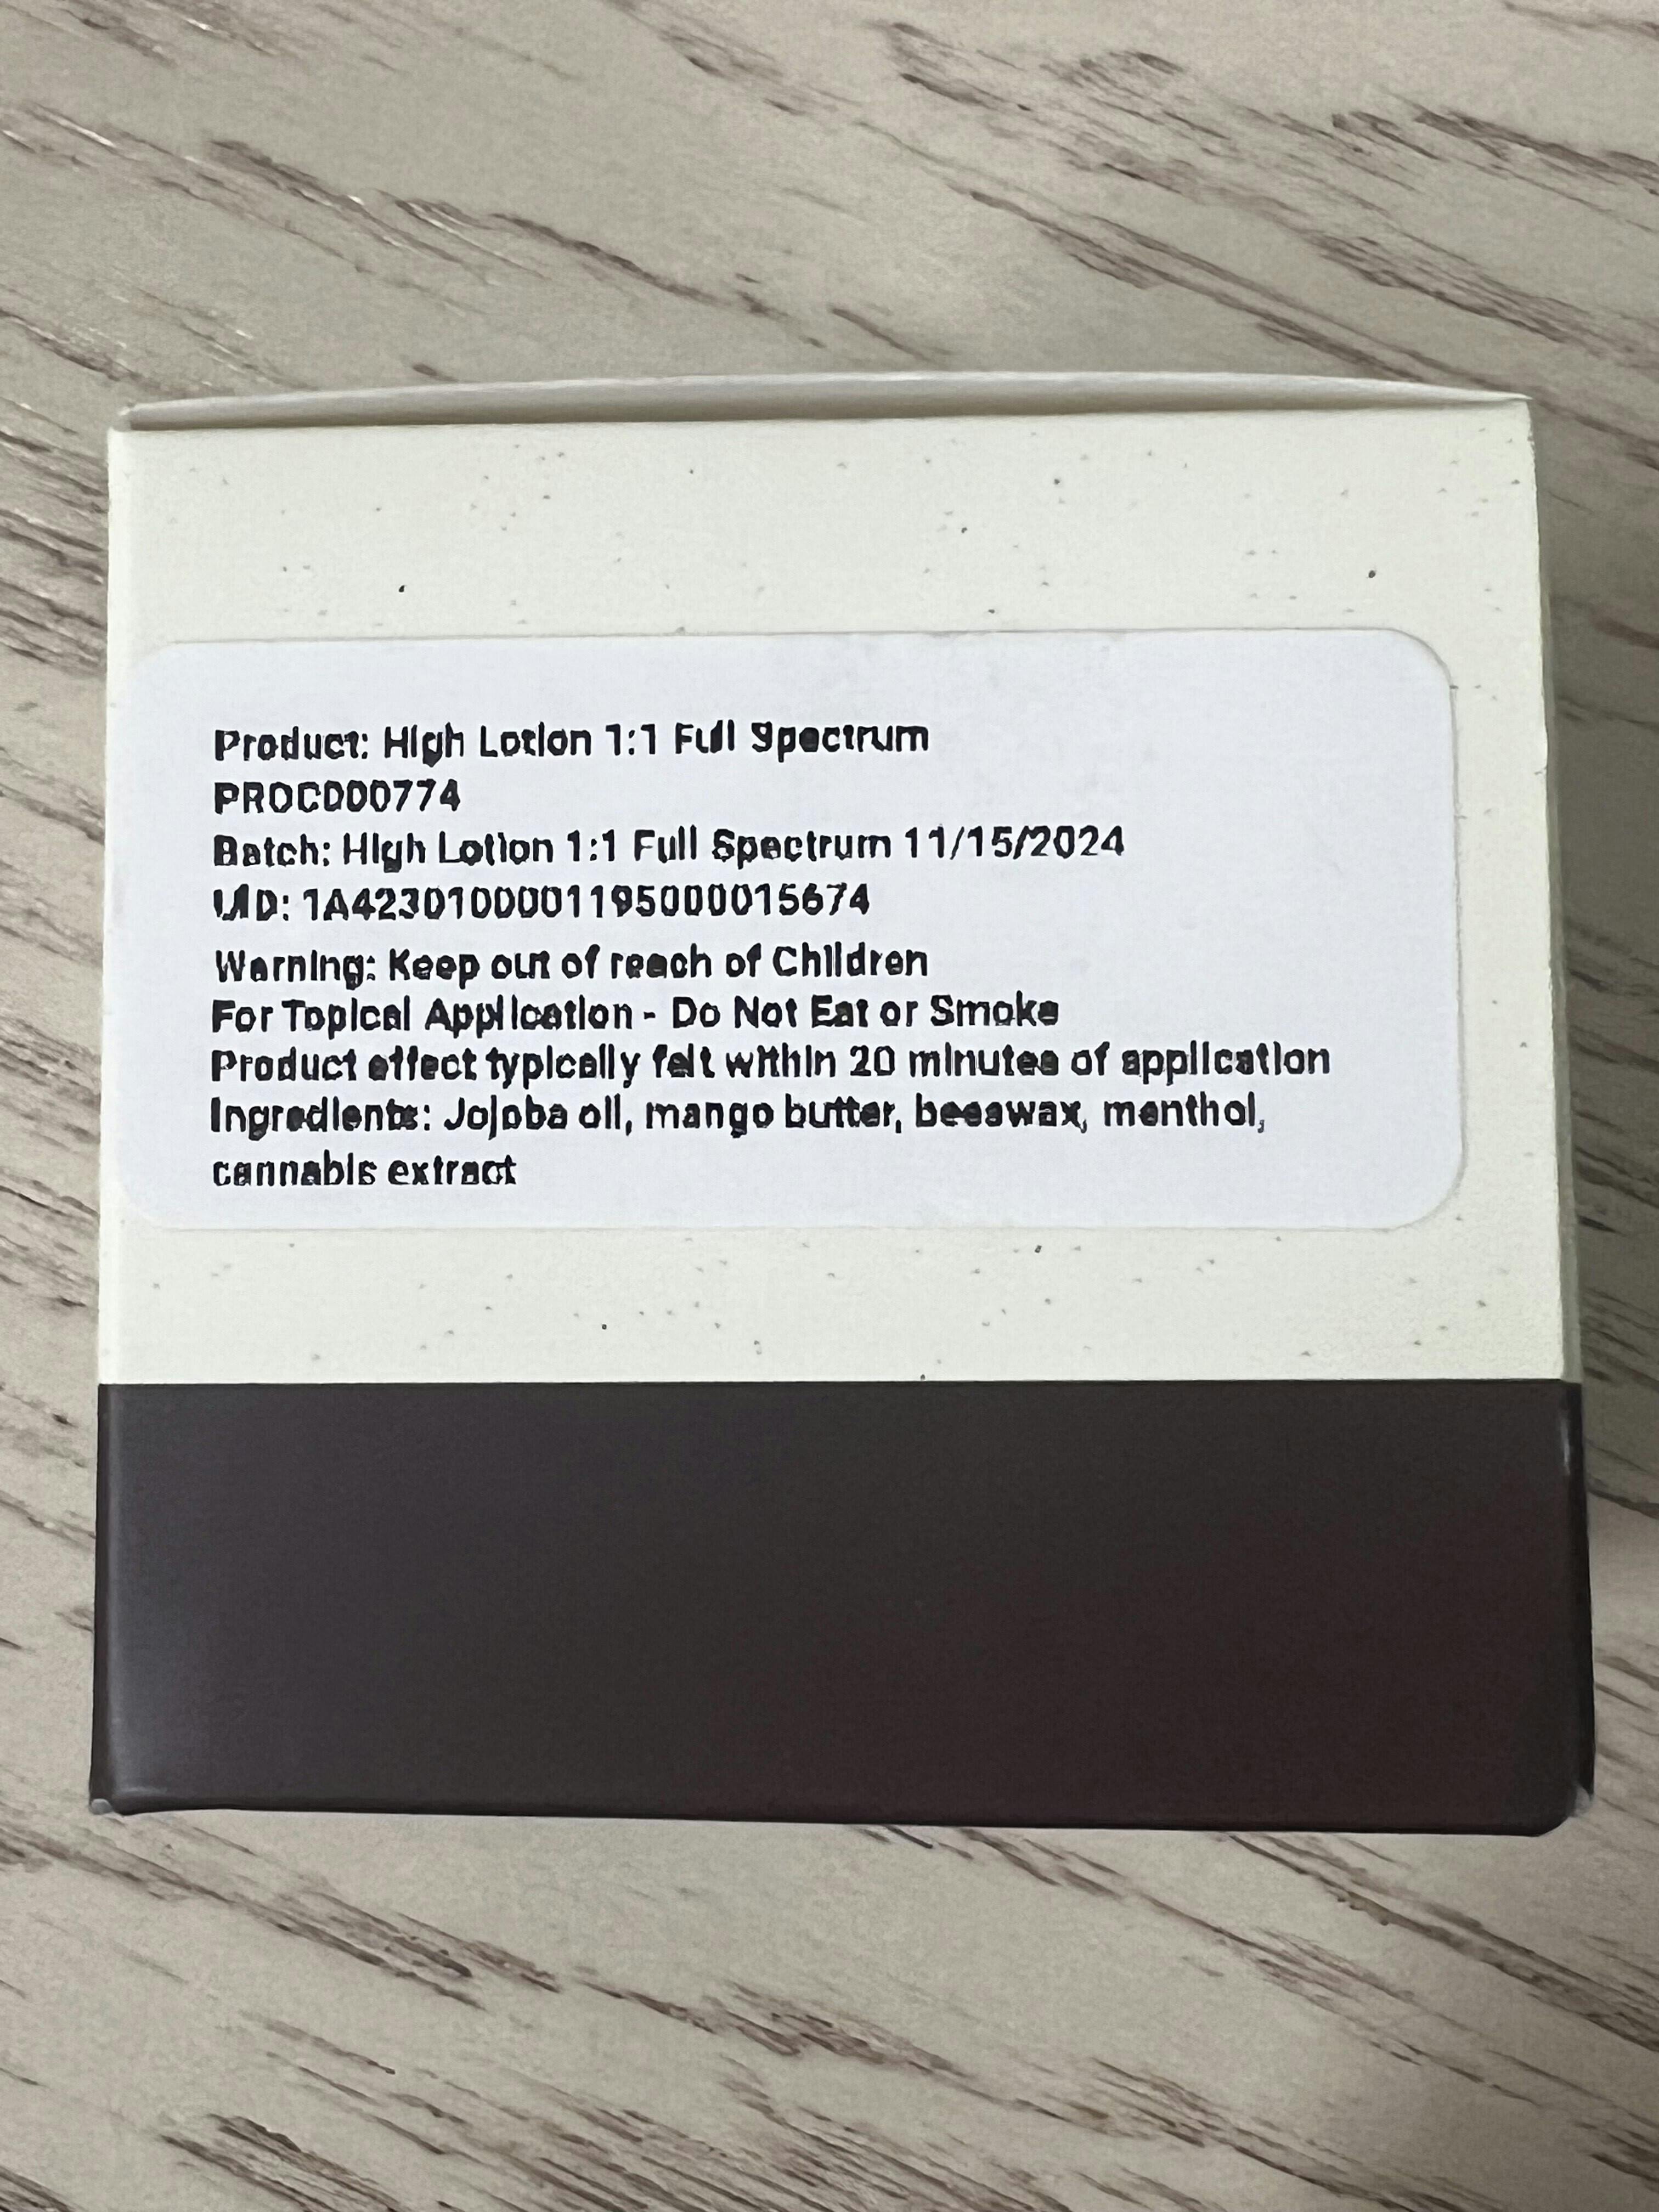 Product: High Lotion 1:1 Full Spectrum
PROC000774
Batch: High Lotion 1:1 Full Spectrum 11/15/2024
UID: 1A4230100001195000015674
Warning: Keep out of reach of Children
For Topical Application - Do Not Eat or Smoke
Product effect typically felt within 20 minutes of application
Ingredients: Jojoba oil, mango butter, beeswax, menthol,
cannabis extract